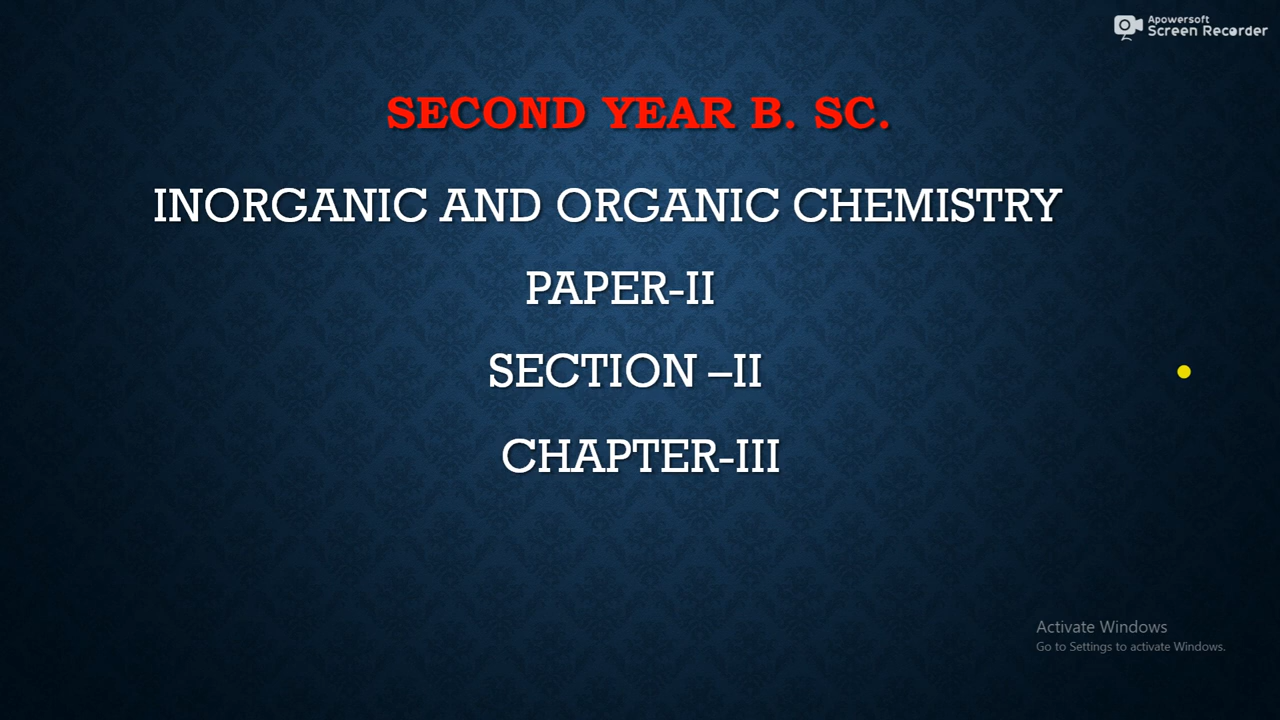 Apowersoft
Screen Recorder
SECOND YEAR B. SC.
INORGANIC AND ORGANIC CHEMISTRY
PAPER-II
SECTION –II
CHAPTER-III
Activate Windows
Go to Settings to activate Windows.